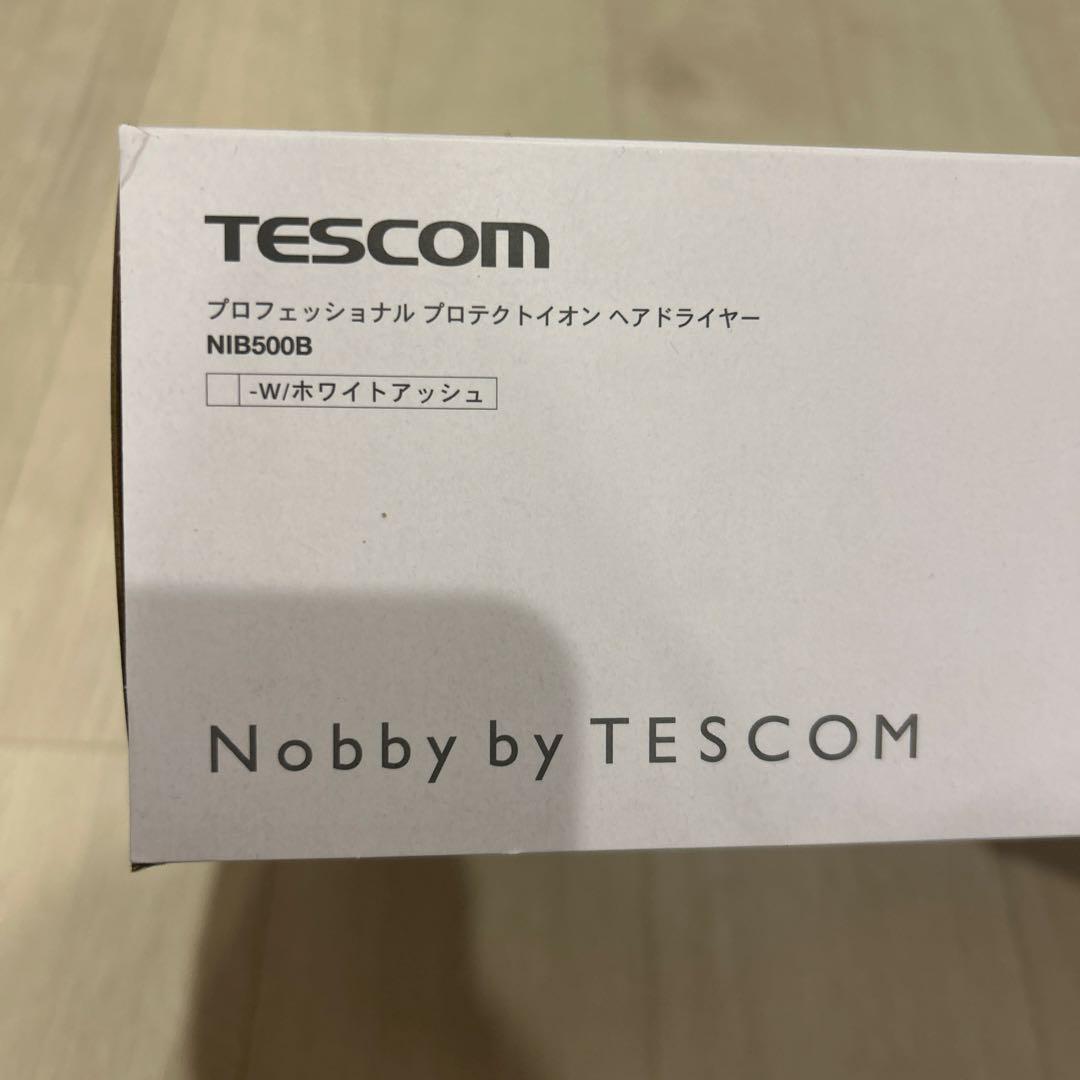 TESCOM
プロフェッショナル プロテクトイオン ヘアドライヤー
NIB500B
-W/ホワイトアッシュ
Nobby by TESCOM